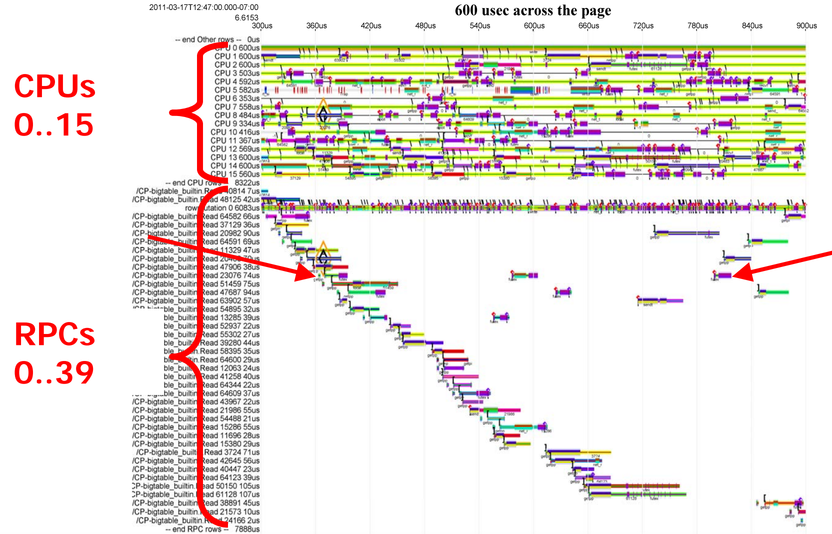 2011-03-17T12:47:00.000-07:00
6.6153
600 usec across the page
300us 360us 420us 480us 540us 600us 660us 720us 780us 840us 900us
CPUs
0..15
-- end Other rows -- 0us
CPU 0 600us
CPU 1 600us
CPU 2 600us
CPU 3 503us
CPU 4 592us
CPU 5 582us
CPU 6 353us
CPU 7 558us
CPU 8 484us
CPU 9 334us
CPU 10 416us
CPU 11 367us
CPU 12 569us
CPU 13 600us
CPU 14 600us
CPU 15 560us
-- end CPU rows -- 8322us
/CP-bigtable_builtin.Read 40814 7us
/CP-bigtable_builtin.Read 48125 42us
rowmutation 0 6083us
/CP-bigtable_builtin.Read 64582 66us
/CP-bigtable_builtin.Read 37129 36us
/CP-bigtable_builtin.Read 20982 90us
/CP-bigtable_builtin.Read 64591 69us
/CP-bigtable_builtin.Read 11329 47us
/CP-bigtable_builtin.Read
/CP-bigtable_builtin.Read 47906 38us
/CP-bigtable_builtin.Read 23076 74us
/CP-bigtable_builtin.Read 51459 75us
/CP-bigtable_builtin.Read 47687 94us
/CP-bigtable_builtin.Read 63902 57us
/CP-bigtable_builtin.Read 54895 32us
RPCs
0..39
ble_builtin.Read 13285 39us
ble_builtin.Read 52937 22us
ble_builtin.Read 55302 27us
ble_builtin.Read 39280 44us
ble_builtin.Read 58395 35us
ble_builtin.Read 64600 29us
ble_builtin.Read 12063 24us
ble_builtin.Read 41258 40us
ble_builtin.Read 64344 22us
/CP-bigtable_builtin.Read 64609 37us
/CP-bigtable_builtin.Read 43967 22us
/CP-bigtable_builtin.Read 21986 55us
/CP-bigtable_builtin.Read 54488 21us
/CP-bigtable_builtin.Read 15286 55us
/CP-bigtable_builtin.Read 11696 28us
/CP-bigtable_builtin.Read 15380 29us
/CP-bigtable_builtin.Read 3724 71us
/CP-bigtable_builtin.Read 42645 56us
/CP-bigtable_builtin.Read 40447 23us
/CP-bigtable_builtin.Read 64123 39us
CP-bigtable_builtin.Read 50150 105us
CP-bigtable_builtin.Read 61128 107us
/CP-bigtable_builtin.Read 38891 45us
/CP-bigtable_builtin.Read 21573 10us
/CP-bigtable_builtin.Read 24166 2us
-- end RPC rows -- 7888us